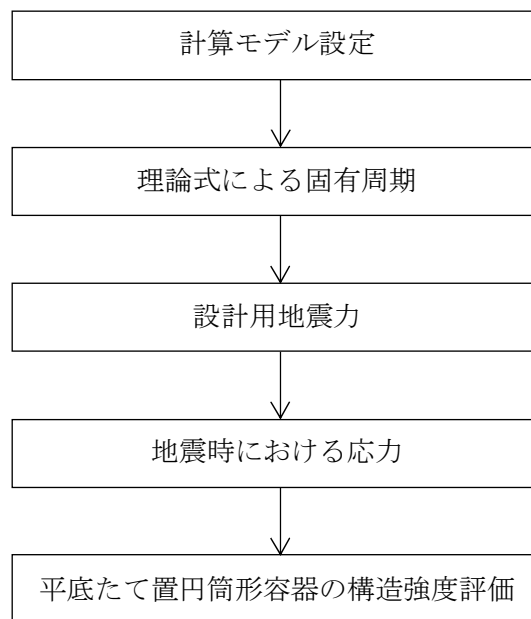 計算モデル設定
理論式による固有周期
設計用地震力
地震時における応力
平底たて置円筒形容器の構造強度評価